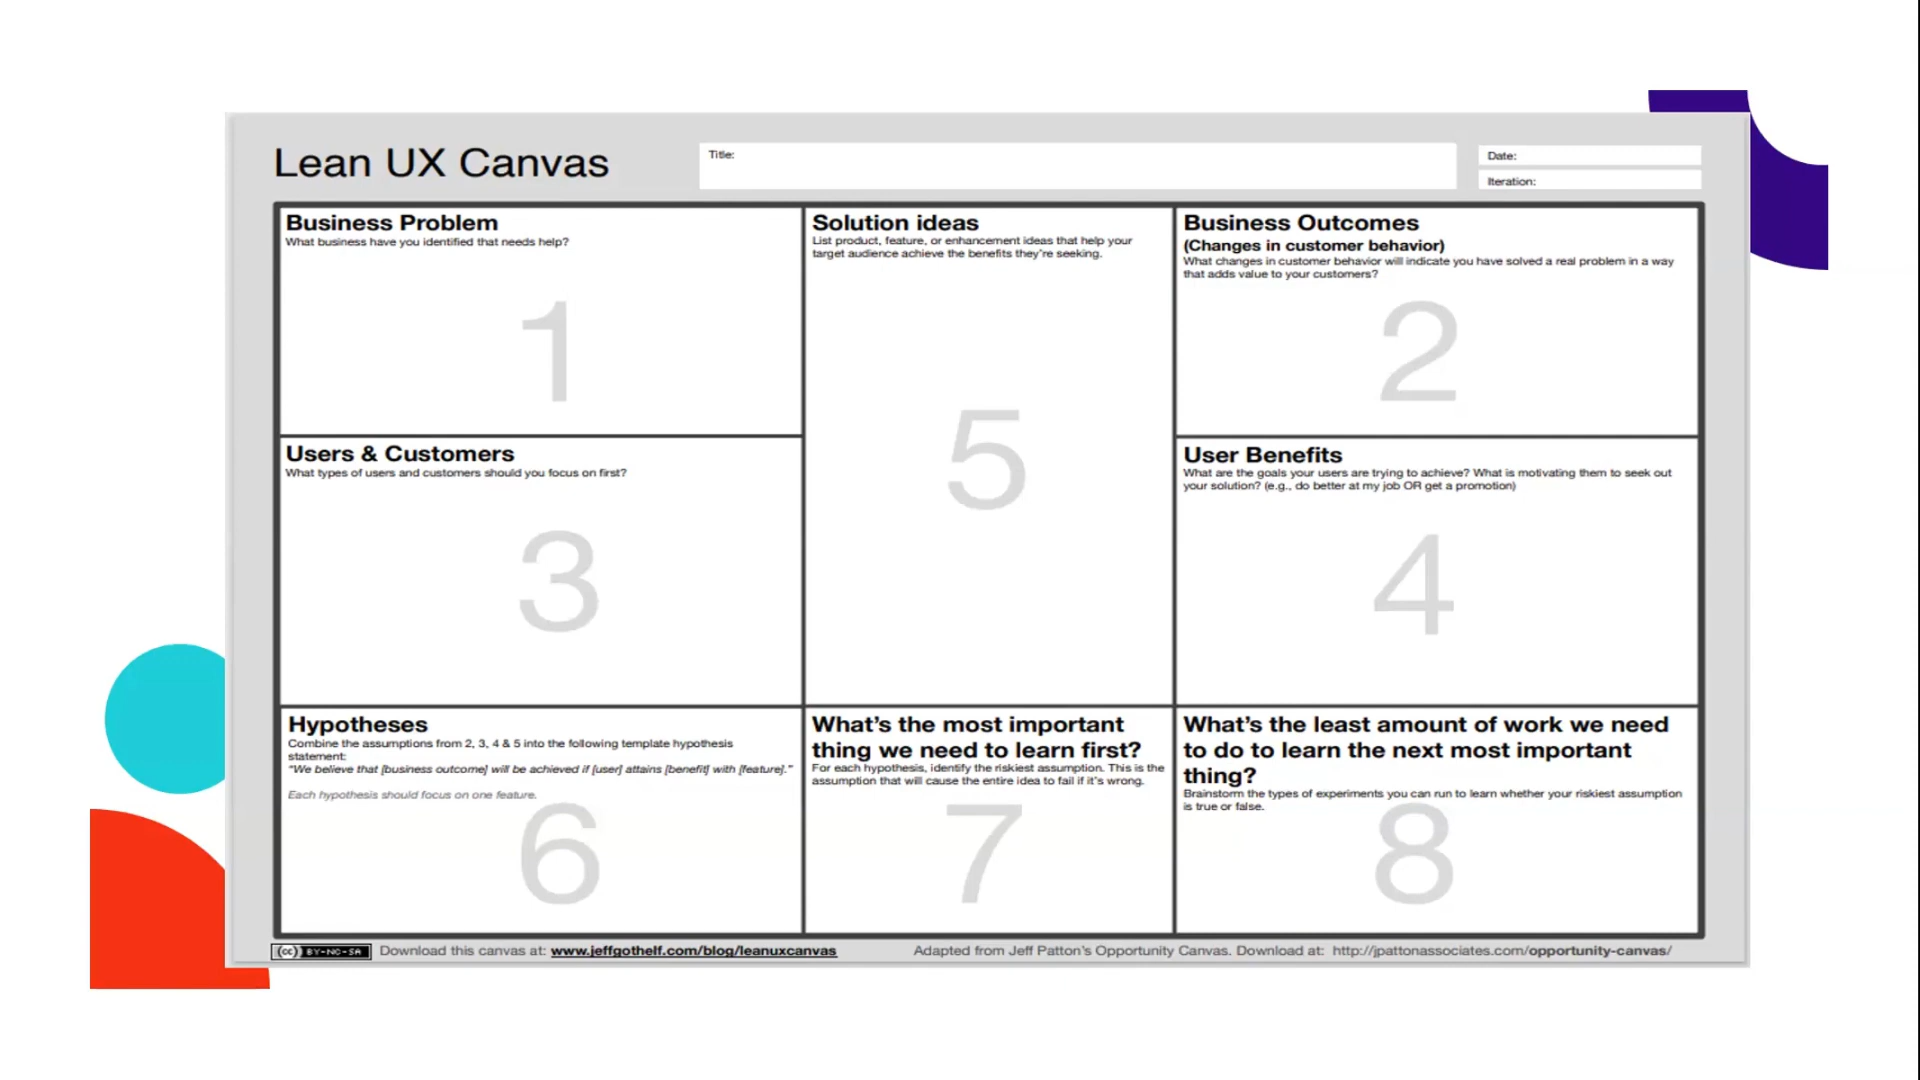 Lean UX Canvas
Title:
Date:
Iteration:
Business Problem
What business have you identified that needs help?
1
Solution ideas
List product, feature, or enhancement ideas that help your
target audience achieve the benefits they're seeking.
5
Business Outcomes
(Changes in customer behavior)
What changes in customer behavior will indicate you have solved a real problem in a way
that adds value to your customers?
2
Users & Customers
What types of users and customers should you focus on first?
3
User Benefits
What are the goals your users are trying to achieve? What is motivating them to seek out
your solution? (e.g., do better at my job OR get a promotion)
4
Hypotheses
Combine the assumptions from 2, 3, 4 & 5 into the following template hypothesis
statement:
"We believe that [business outcome] will be achieved if [user] attains [benefit] with [feature]."
Each hypothesis should focus on one feature.
6
What's the most important
thing we need to learn first?
For each hypothesis, identify the riskiest assumption. This is the
assumption that will cause the entire idea to fail if it's wrong.
7
What's the least amount of work we need
to do to learn the next most important
thing?
Brainstorm the types of experiments you can run to learn whether your riskiest assumption
is true or false.
8
(cc) BY-NC-SA Download this canvas at: www.jeffgothelf.com/blog/leanuxcanvas
Adapted from Jeff Patton's Opportunity Canvas. Download at: http://jpattonassociates.com/opportunity-canvas/